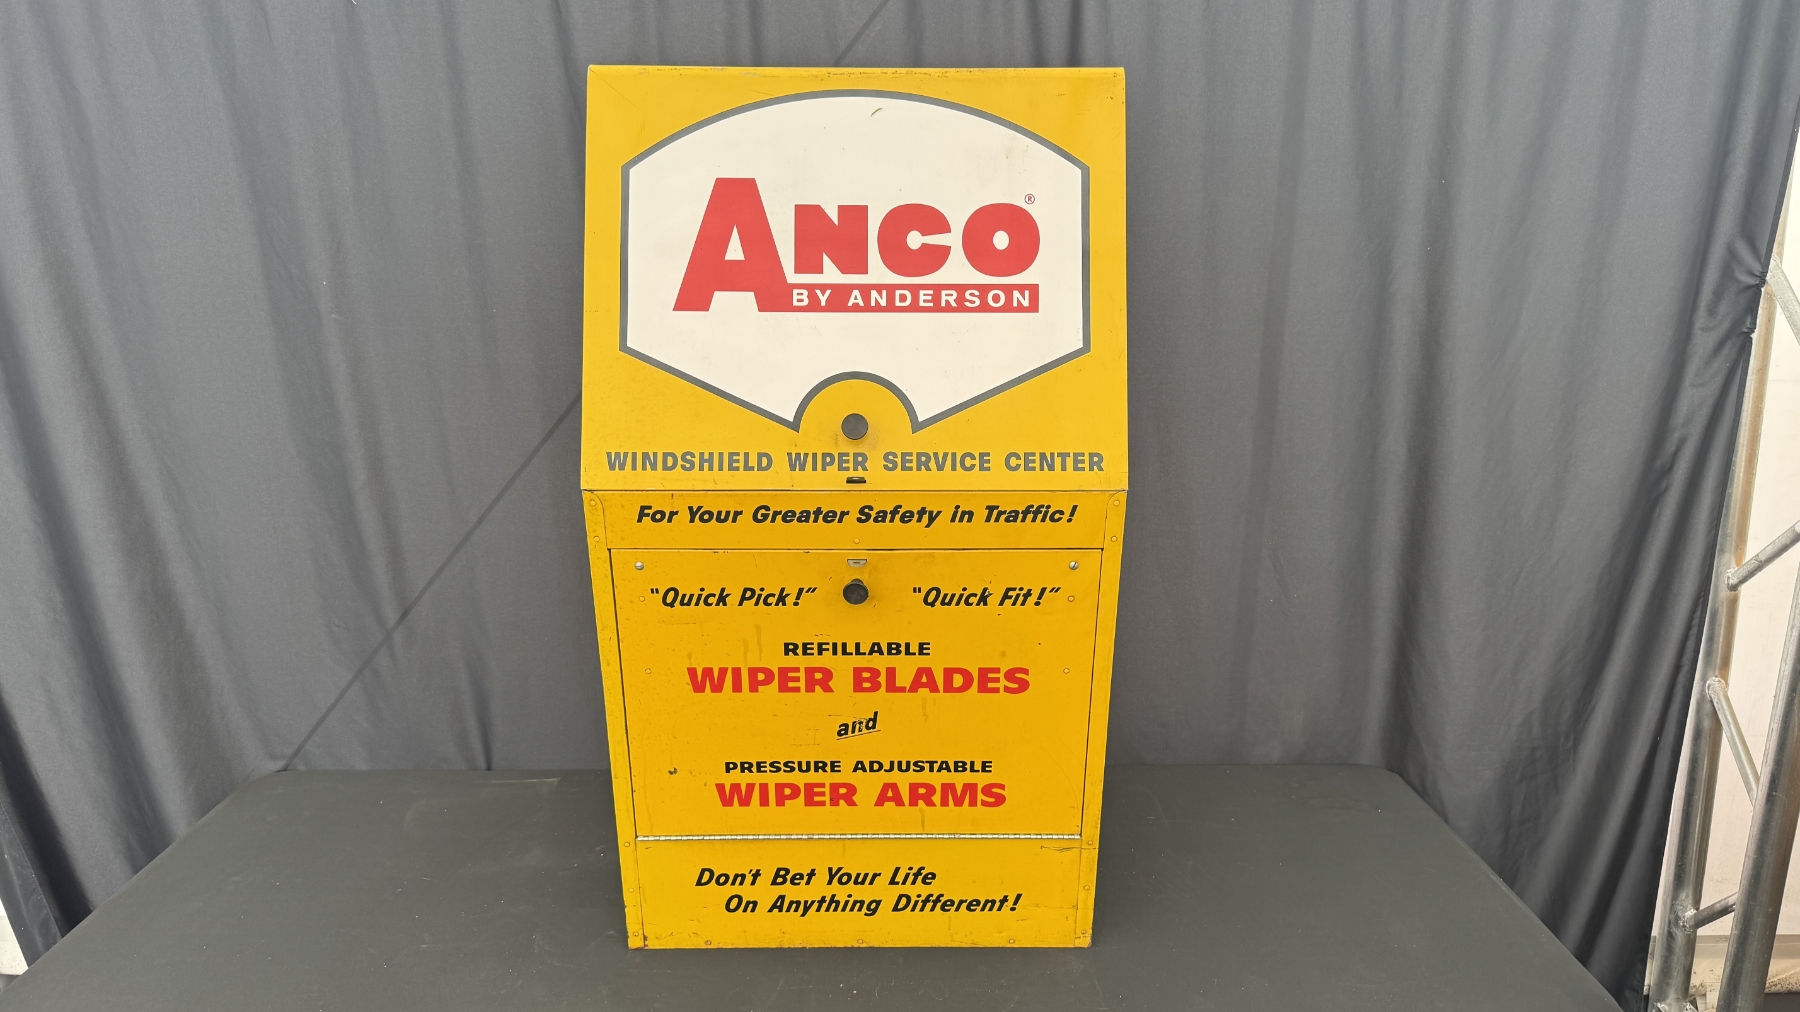 ANCO®
BY ANDERSON
WINDSHIELD WIPER SERVICE CENTER
For Your Greater Safety in Traffic!
"Quick Pick!" "Quick Fit!"
REFILLABLE
WIPER BLADES
and
PRESSURE ADJUSTABLE
WIPER ARMS
Don't Bet Your Life
On Anything Different!